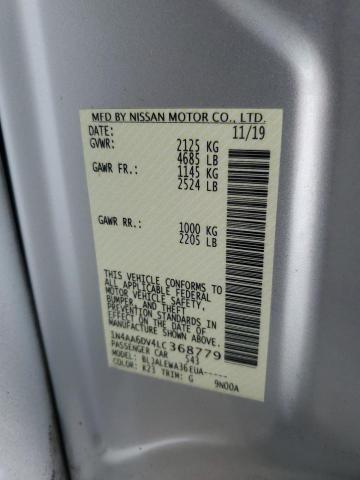 MFD BY NISSAN MOTOR CO., LTD.
DATE: 11/19
GVWR: 2125 KG
4685 LB
GAWR FR.: 1145 KG
2524 LB
GAWR RR.: 1000 KG
2205 LB
THIS VEHICLE CONFORMS TO
ALL APPLICABLE FEDERAL
MOTOR VEHICLE SAFETY,
BUMPER, AND THEFT
PREVENTION STANDARDS IN
EFFECT ON THE DATE OF
MANUFACTURE SHOWN ABOVE.
1N4AA6DV4LC368779
PASSENGER CAR 543
BLJALEWA36EUA-----
COLOR: K23 TRIM: G 9N00A